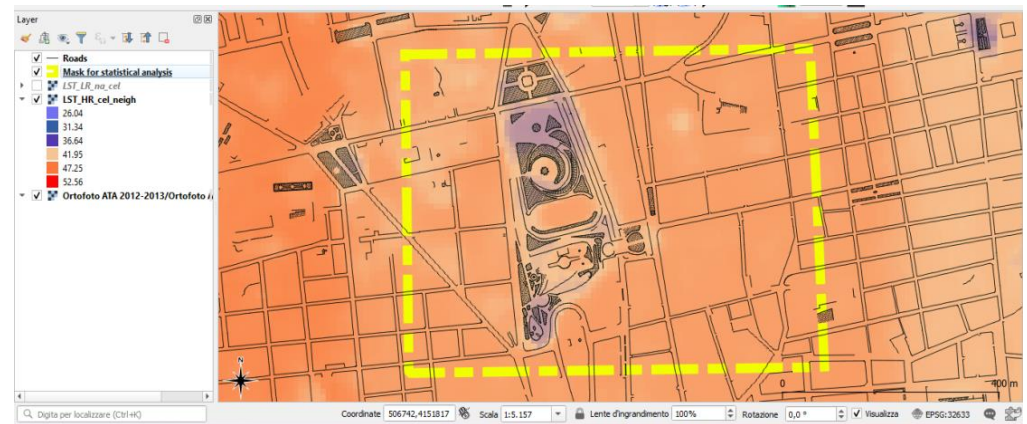 Layer
Roads
Mask for statistical analysis
LST_LR_na_cel
LST_HR_cel_neigh
26.04
31.34
36.64
41.95
47.25
52.56
Ortofoto ATA 2012-2013/Ortofoto
N
0
400 m
Digita per localizzare (Ctrl+K)
Coordinate 506742,4151817 Scala 1:5.157 Lente d'ingrandimento 100% Rotazione 0,0 ° Visualizza EPSG:32633